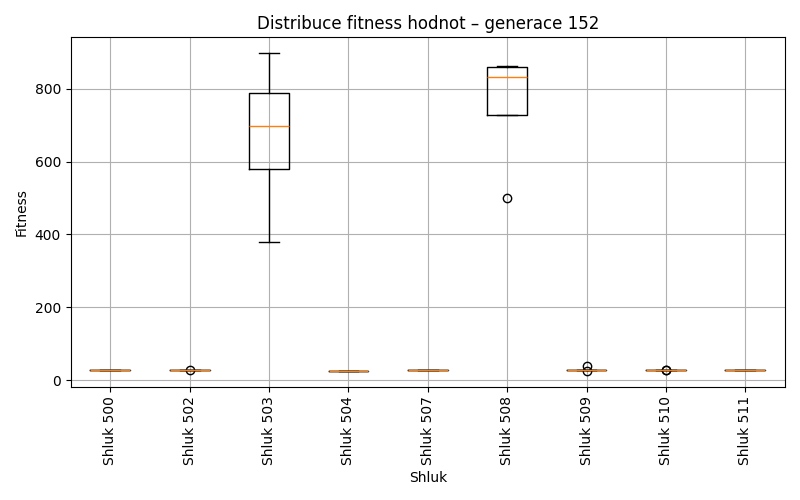 Distribuce fitness hodnot – generace 152
Fitness
800
600
400
200
0
Shluk 500
Shluk 502
Shluk 503
Shluk 504
Shluk 507
Shluk 508
Shluk 509
Shluk 510
Shluk 511
Shluk